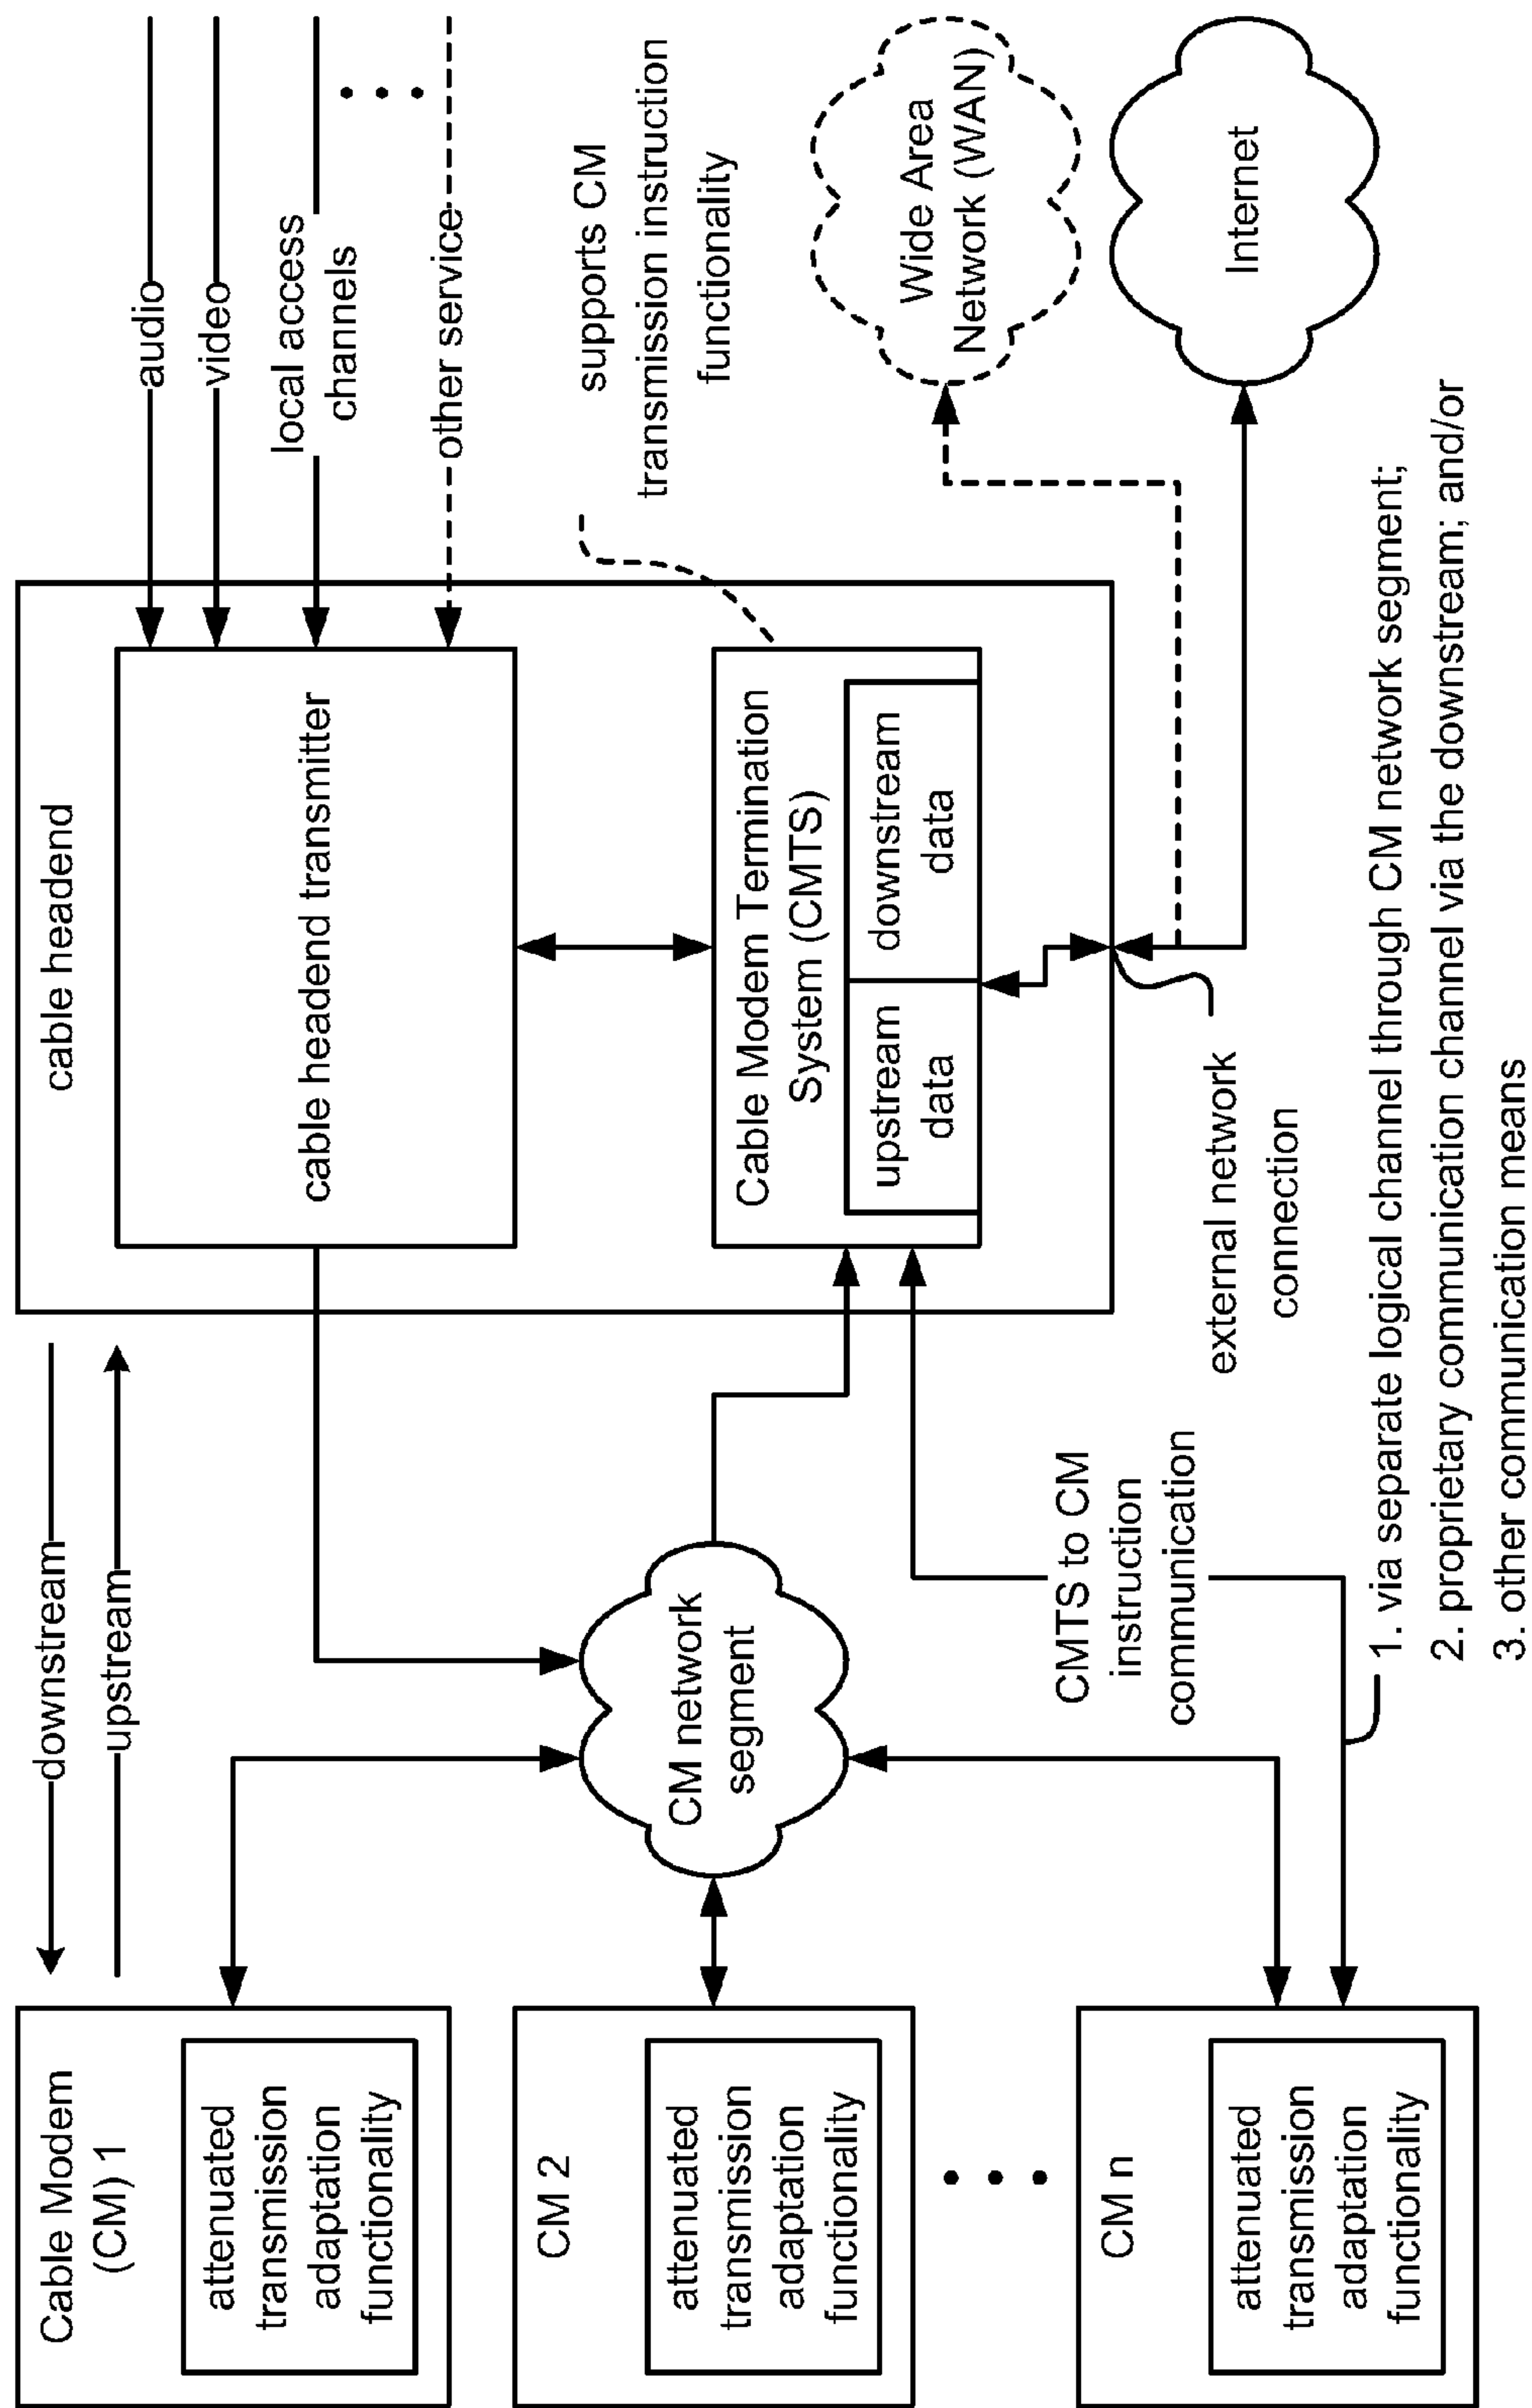 downstream
upstream
Cable Modem
(CM) 1
attenuated
transmission
adaptation
functionality
CM 2
attenuated
transmission
adaptation
functionality
CM n
attenuated
transmission
adaptation
functionality
CM network
segment
CMTS to CM
instruction
communication
cable headend
cable headend transmitter
Cable Modem Termination
System (CMTS)
upstream
data
downstream
data
external network
connection
audio
video
local access
channels
other service
supports CM
transmission instruction
functionality
Wide Area
Network (WAN)
Internet
1. via separate logical channel through CM network segment;
2. proprietary communication channel via the downstream; and/or
3. other communication means